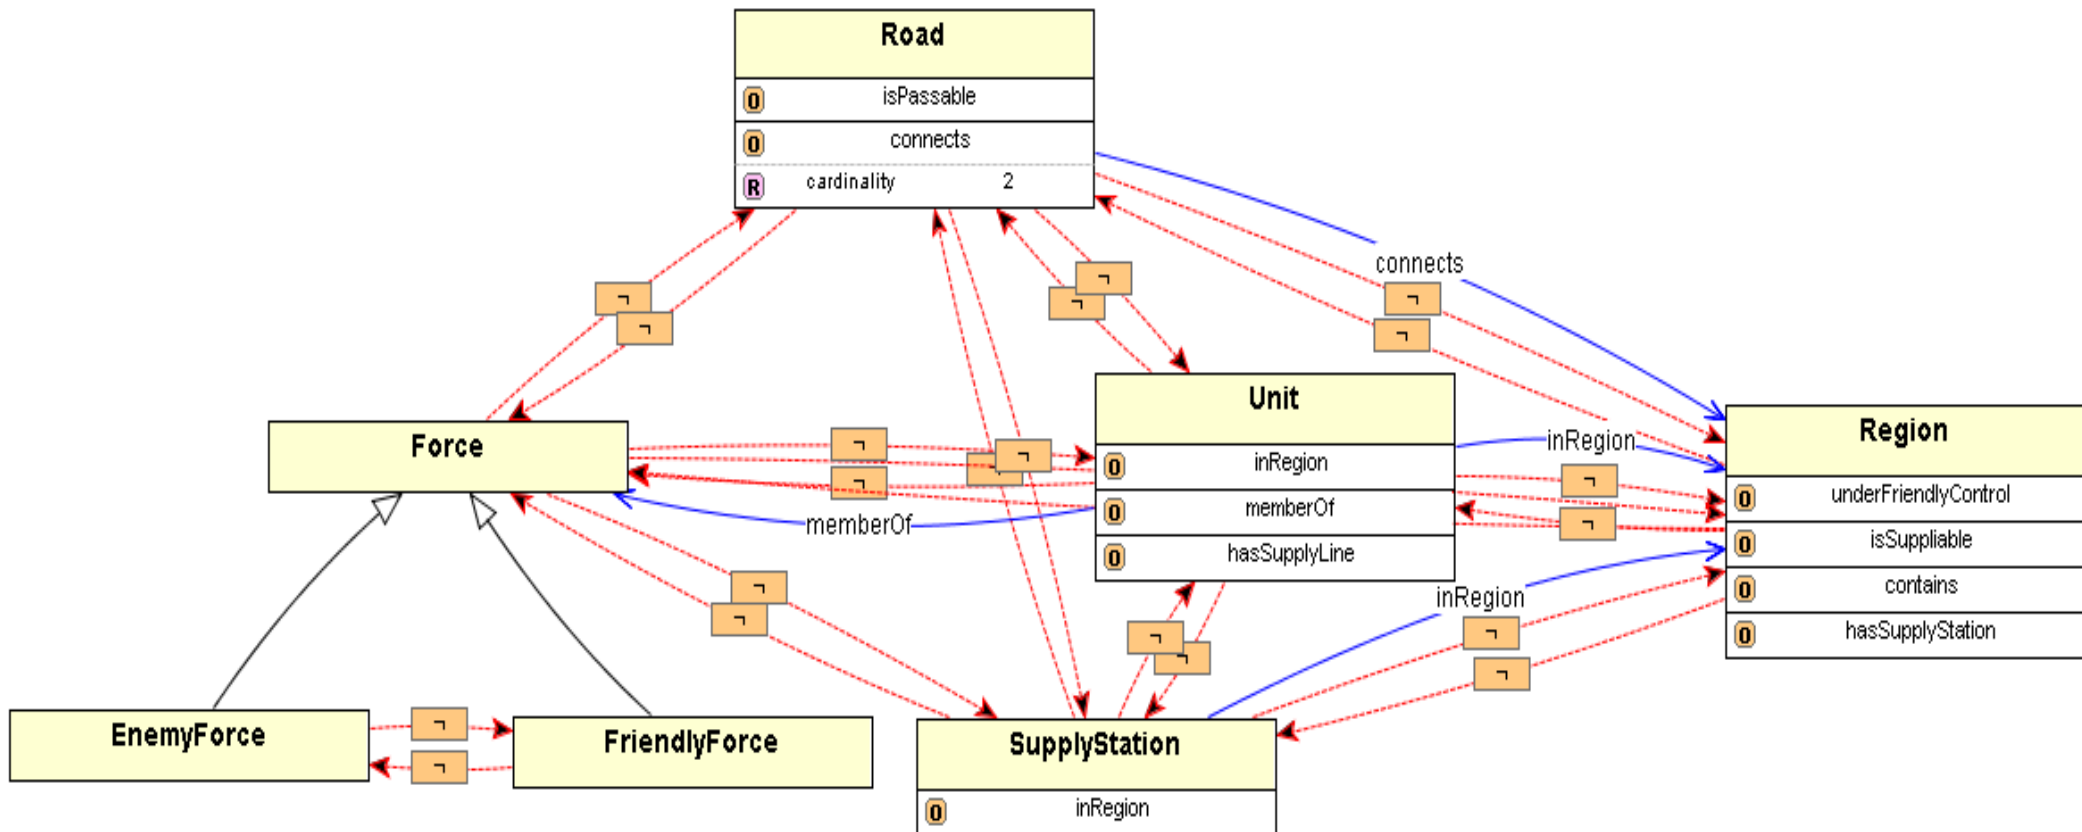 Road
O isPassable
O connects
R cardinality 2
¬
¬
connects
¬
¬
¬
¬
Unit
Region
Force
inRegion
¬
¬
¬
¬
O inRegion
¬
O underFriendlyControl
O memberOf
memberOf
¬
O isSuppliable
O hasSupplyLine
O contains
inRegion
¬
¬
¬
¬
¬
O hasSupplyStation
¬
EnemyForce
¬
¬
FriendlyForce
SupplyStation
O inRegion